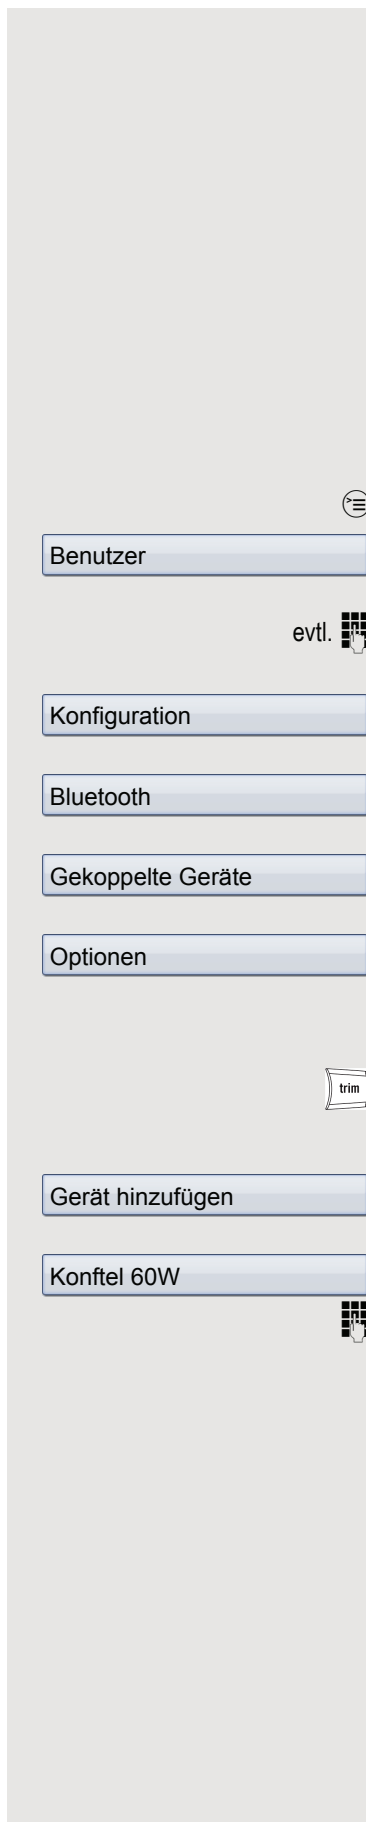 Benutzer
evtl.
Konfiguration
Bluetooth
Gekoppelte Geräte
Optionen
trim
Gerät hinzufügen
Konftel 60W